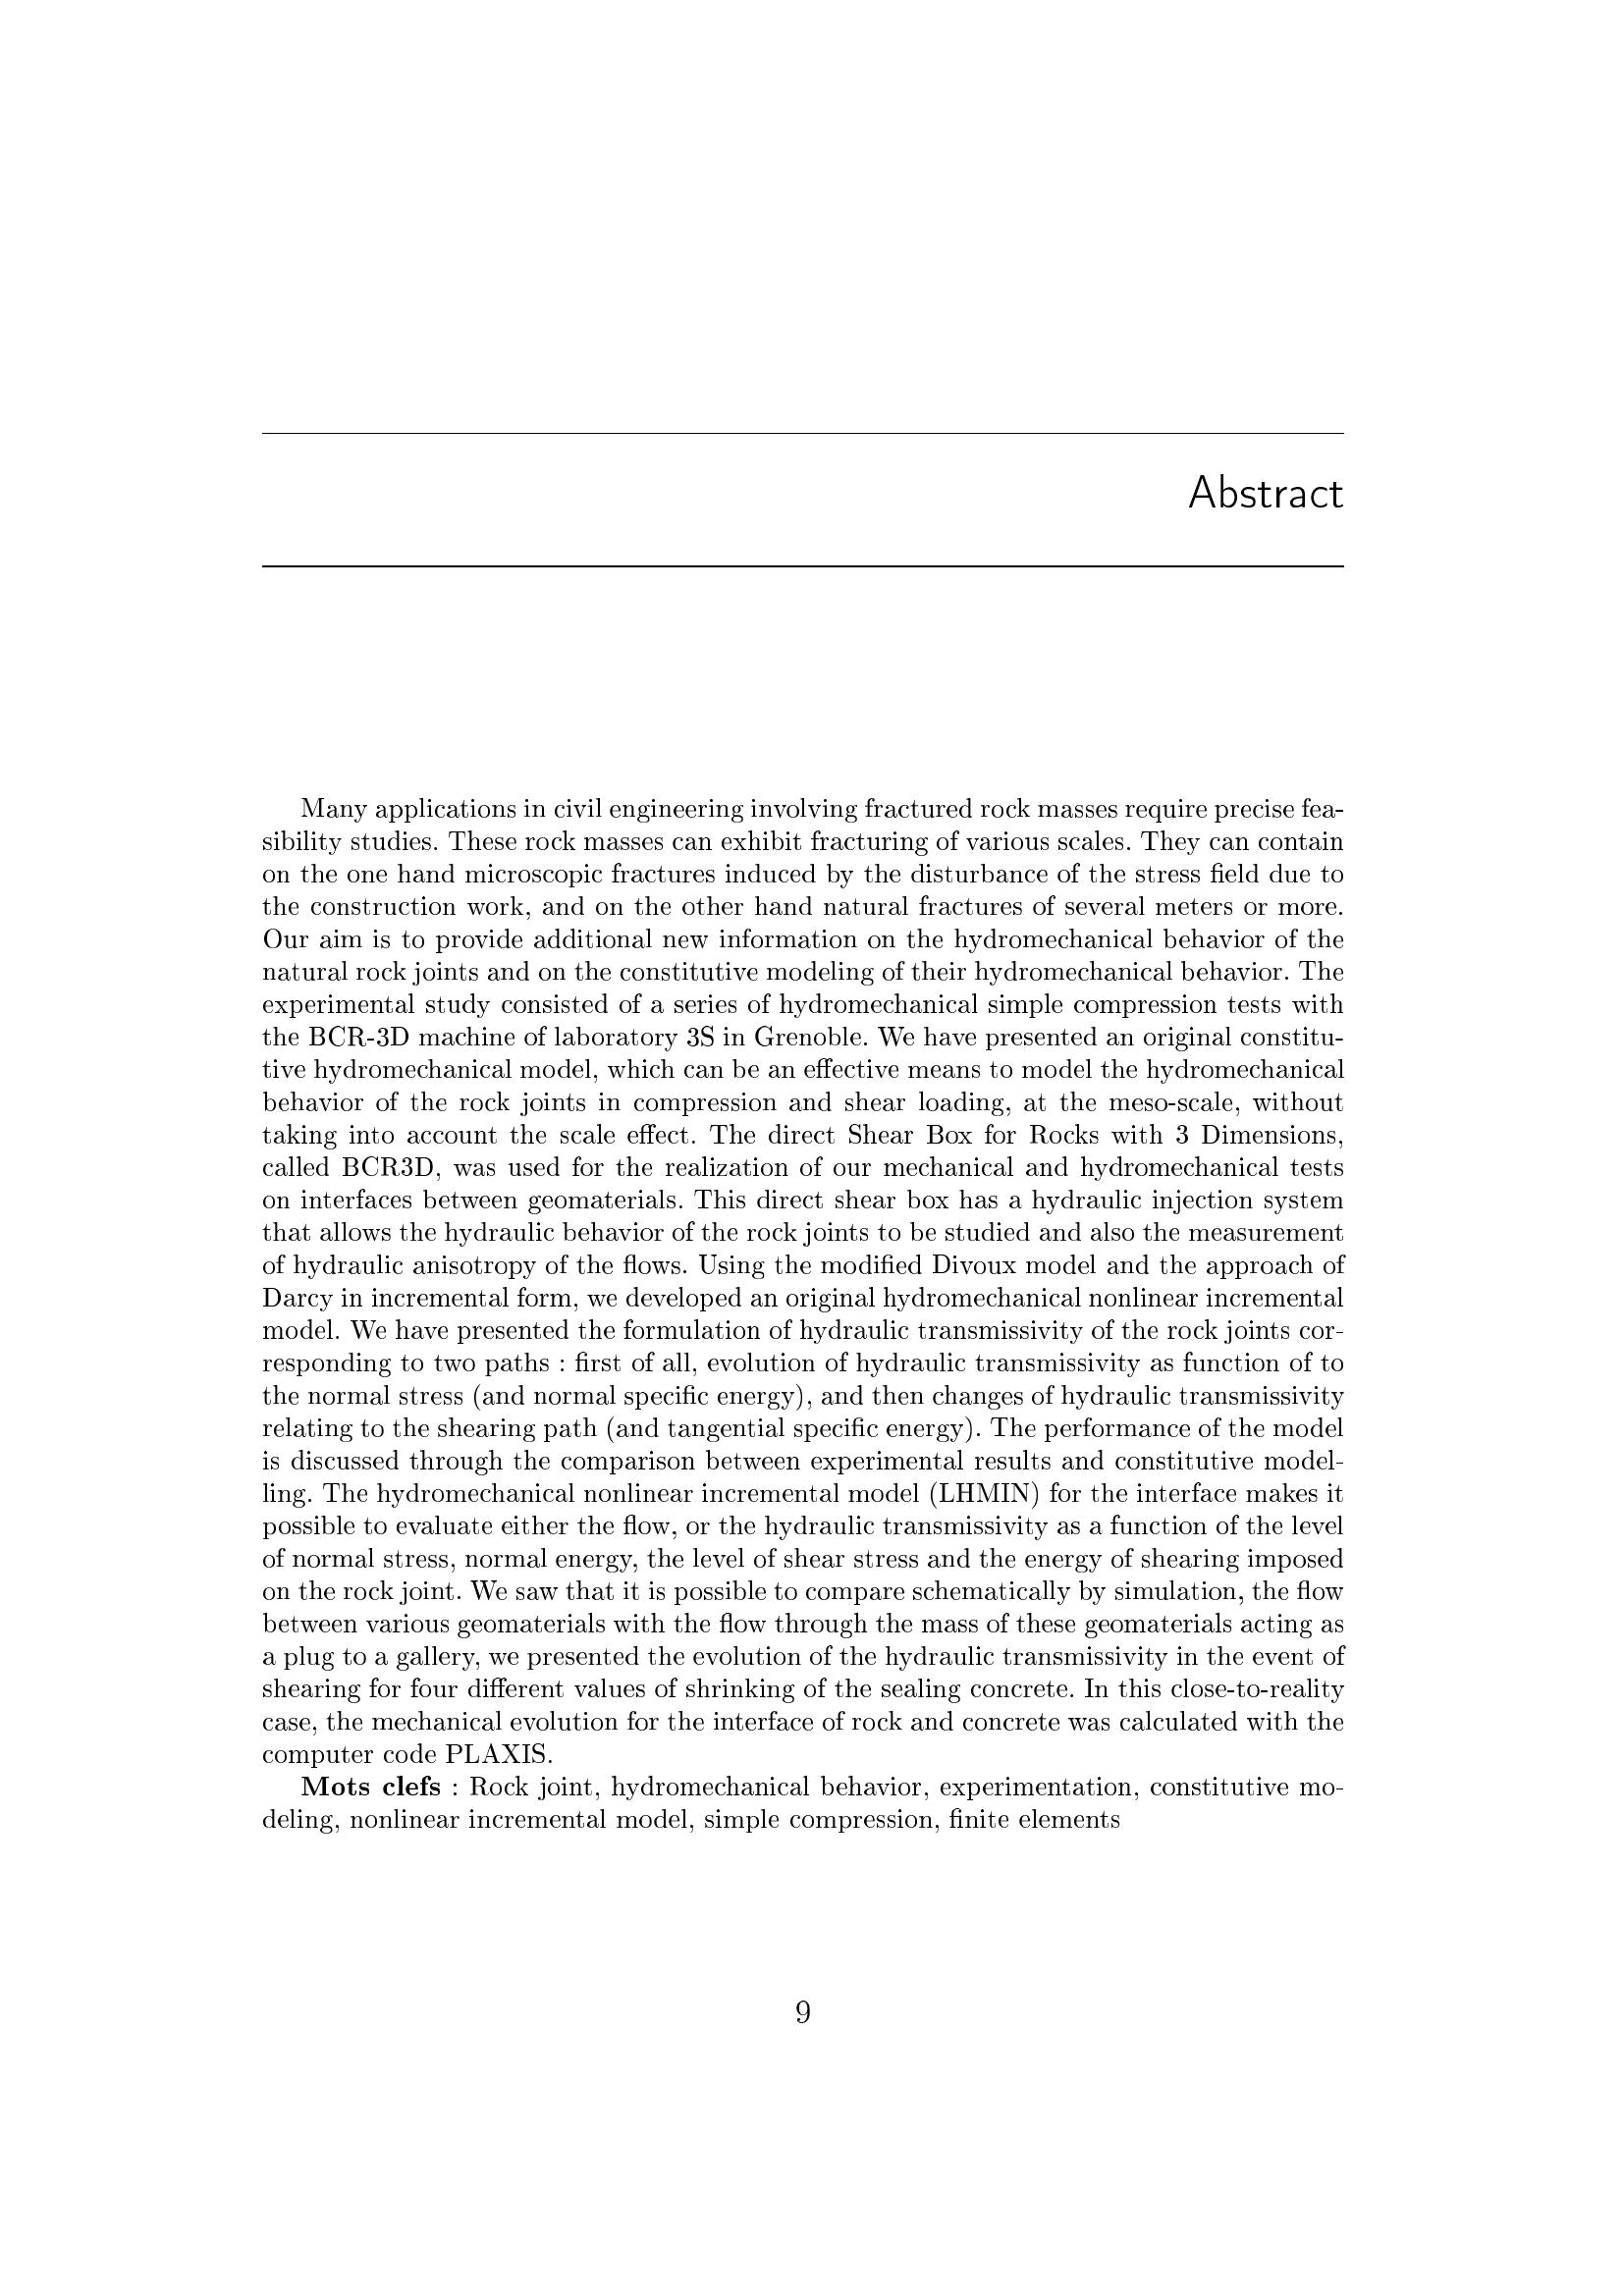 Abstract
Many applications in civil engineering involving fractured rock masses require precise fea-
sibility studies. These rock masses can exhibit fracturing of various scales. They can contain
on the one hand microscopic fractures induced by the disturbance of the stress field due to
the construction work, and on the other hand natural fractures of several meters or more.
Our aim is to provide additional new information on the hydromechanical behavior of the
natural rock joints and on the constitutive modeling of their hydromechanical behavior. The
experimental study consisted of a series of hydromechanical simple compression tests with
the BCR-3D machine of laboratory 3S in Grenoble. We have presented an original constitu-
tive hydromechanical model, which can be an effective means to model the hydromechanical
behavior of the rock joints in compression and shear loading, at the meso-scale, without
taking into account the scale effect. The direct Shear Box for Rocks with 3 Dimensions,
called BCR3D, was used for the realization of our mechanical and hydromechanical tests
on interfaces between geomaterials. This direct shear box has a hydraulic injection system
that allows the hydraulic behavior of the rock joints to be studied and also the measurement
of hydraulic anisotropy of the flows. Using the modified Divoux model and the approach of
Darcy in incremental form, we developed an original hydromechanical nonlinear incremental
model. We have presented the formulation of hydraulic transmissivity of the rock joints cor-
responding to two paths : first of all, evolution of hydraulic transmissivity as function of to
the normal stress (and normal specific energy), and then changes of hydraulic transmissivity
relating to the shearing path (and tangential specific energy). The performance of the model
is discussed through the comparison between experimental results and constitutive model-
ling. The hydromechanical nonlinear incremental model (LHMIN) for the interface makes it
possible to evaluate either the flow, or the hydraulic transmissivity as a function of the level
of normal stress, normal energy, the level of shear stress and the energy of shearing imposed
on the rock joint. We saw that it is possible to compare schematically by simulation, the flow
between various geomaterials with the flow through the mass of these geomaterials acting as
a plug to a gallery, we presented the evolution of the hydraulic transmissivity in the event of
shearing for four different values of shrinking of the sealing concrete. In this close-to-reality
case, the mechanical evolution for the interface of rock and concrete was calculated with the
computer code PLAXIS.
Mots clefs : Rock joint, hydromechanical behavior, experimentation, constitutive mo-
deling, nonlinear incremental model, simple compression, finite elements
9